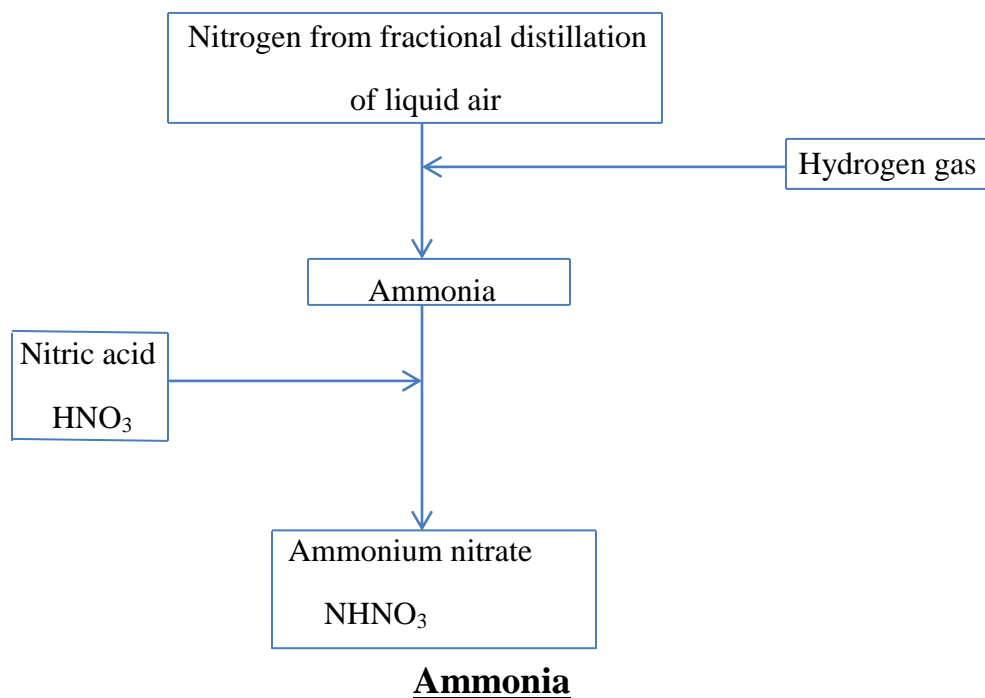 Nitrogen from fractional distillation
of liquid air
Hydrogen gas
Ammonia
Nitric acid
HNO₃
Ammonium nitrate
NHNO₃
Ammonia